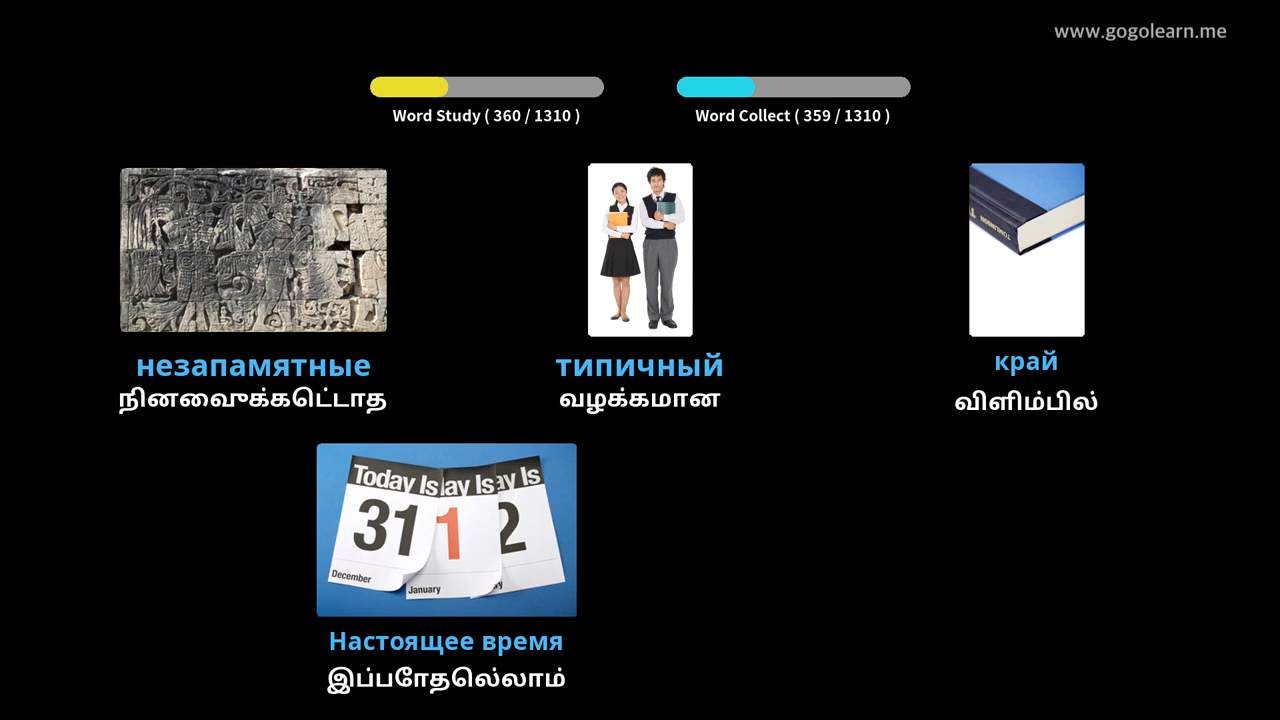 www.gogolearn.me
Word Study ( 360 / 1310 )
Word Collect ( 359 / 1310 )
незапамятные
நினைவுக்கெட்டாத
типичный
வழக்கமான
TOMLINSON
край
விளிம்பில்
Today Is
ay Is
ay Is
31
1
2
December
January
Настоящее время
இப்போதெல்லாம்